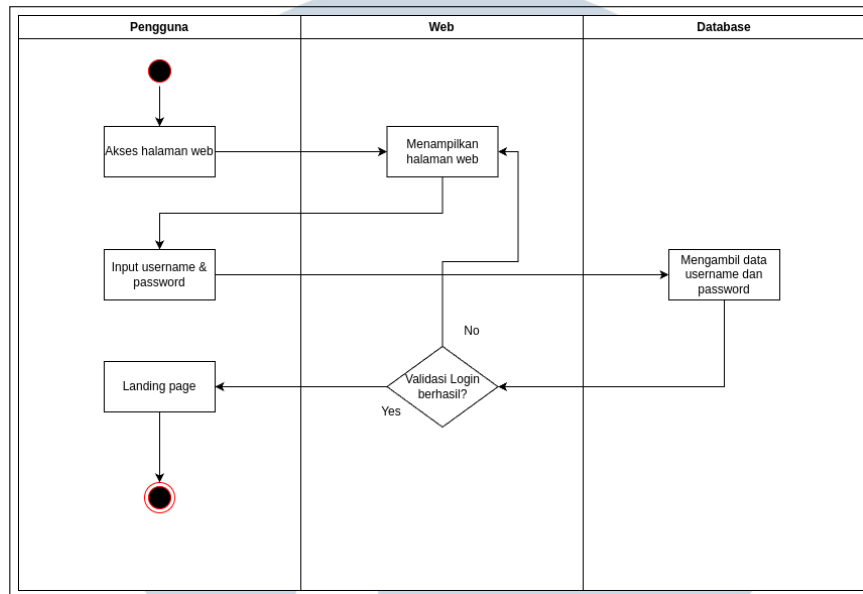 Pengguna
Web
Database
Akses halaman web
Menampilkan
halaman web
Input username &
password
Mengambil data
username dan
password
No
Landing page
Validasi Login
berhasil?
Yes